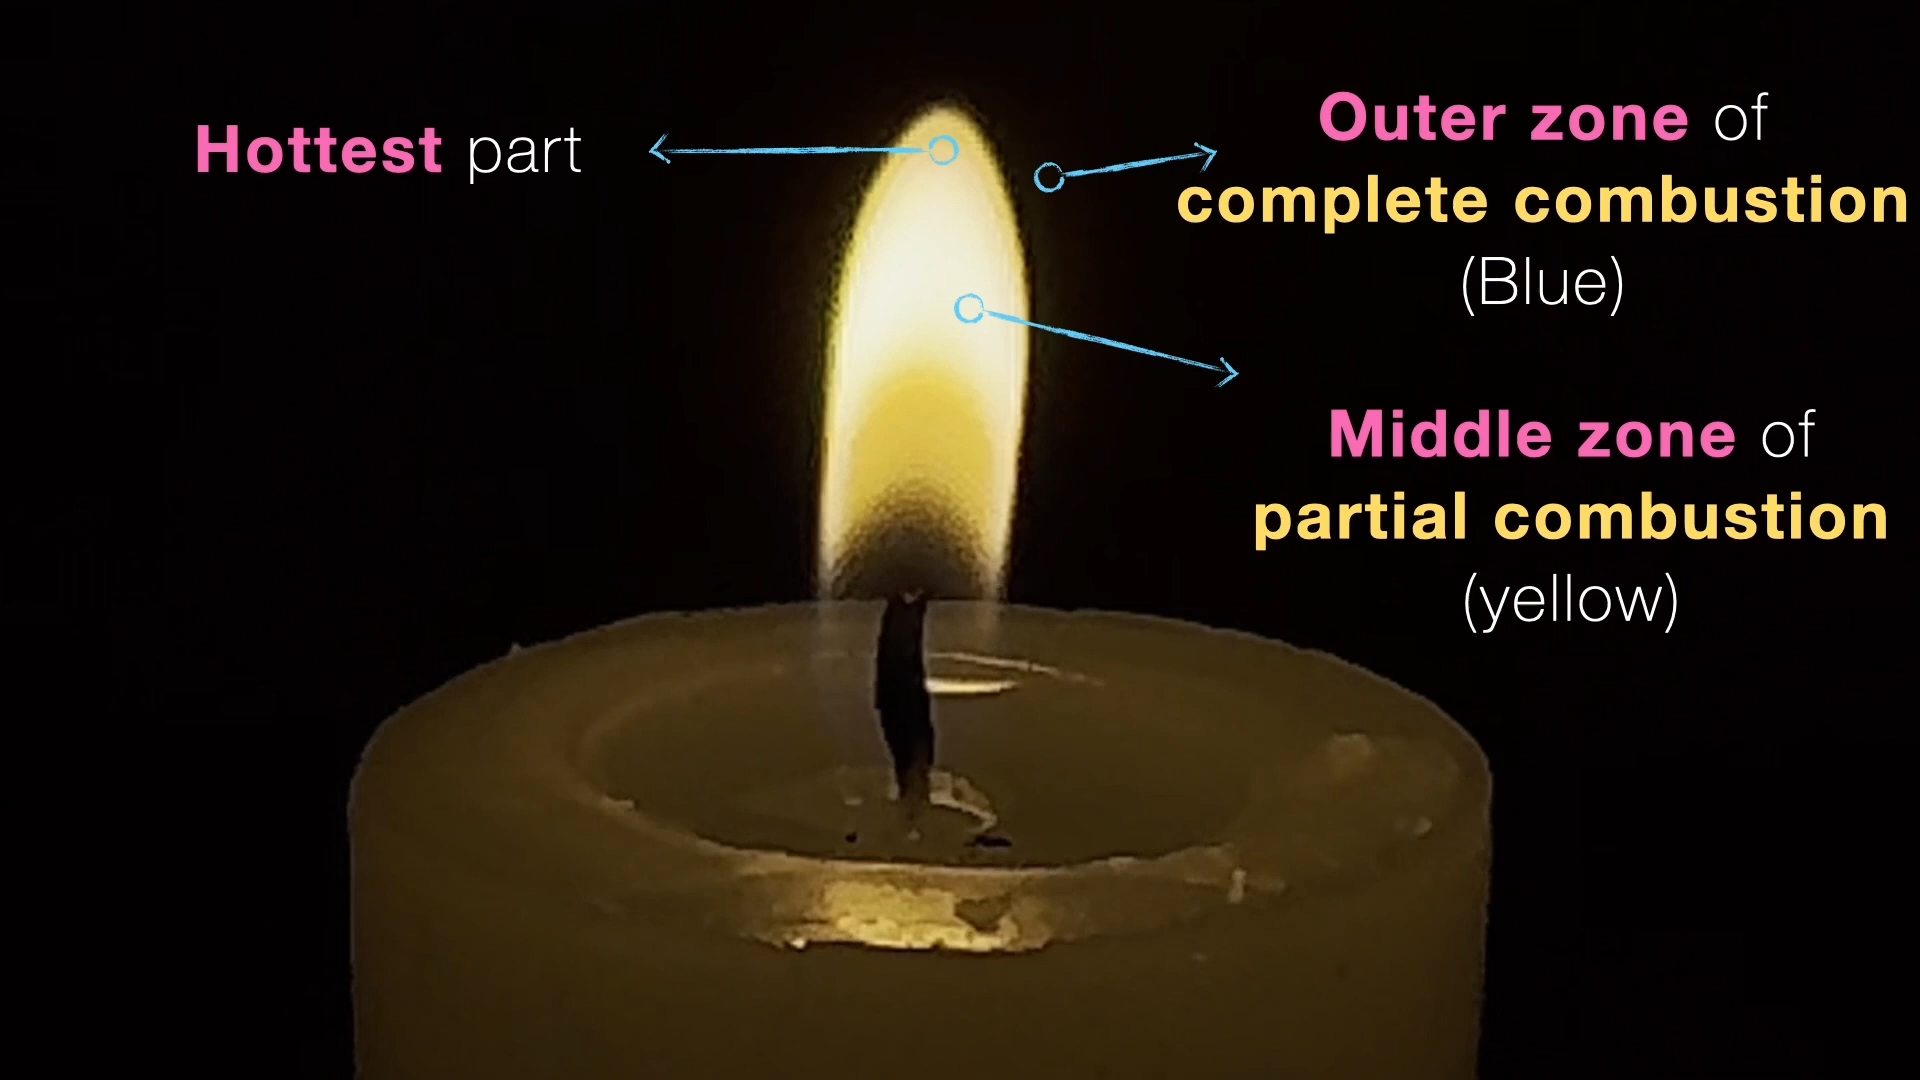 Hottest part
Outer zone of
complete combustion
(Blue)
Middle zone of
partial combustion
(yellow)